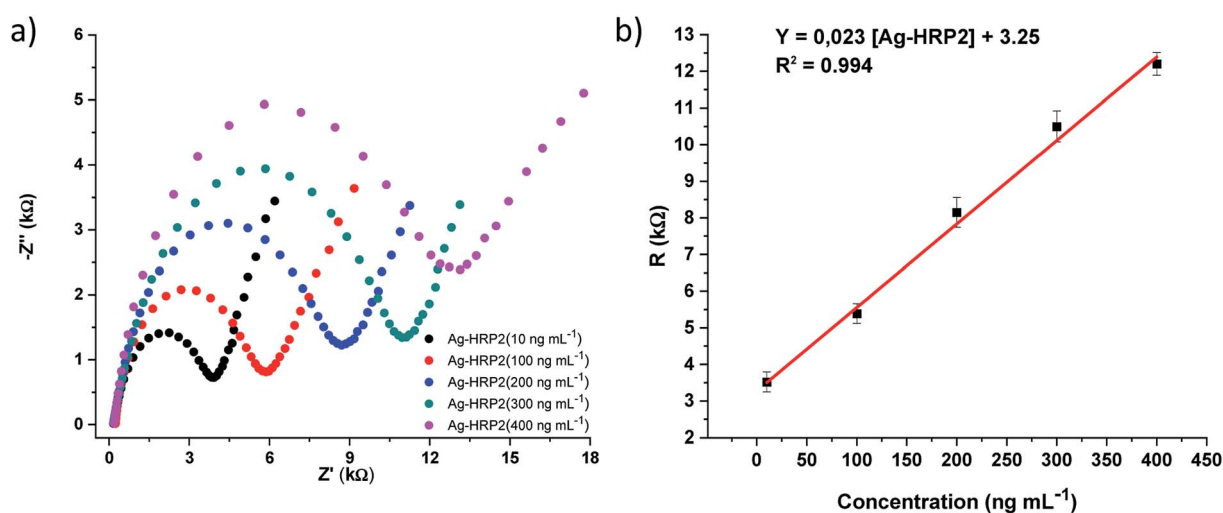 a)
6
5
4
3
2
1
0
-Z'' (kΩ)
Ag-HRP2(10 ng mL⁻¹)
Ag-HRP2(100 ng mL⁻¹)
Ag-HRP2(200 ng mL⁻¹)
Ag-HRP2(300 ng mL⁻¹)
Ag-HRP2(400 ng mL⁻¹)
0 3 6 9 12 15 18
Z' (kΩ)
b)
Y = 0,023 [Ag-HRP2] + 3.25
R² = 0.994
13
12
11
10
9
8
7
6
5
4
3
2
R (kΩ)
0 50 100 150 200 250 300 350 400 450
Concentration (ng mL⁻¹)